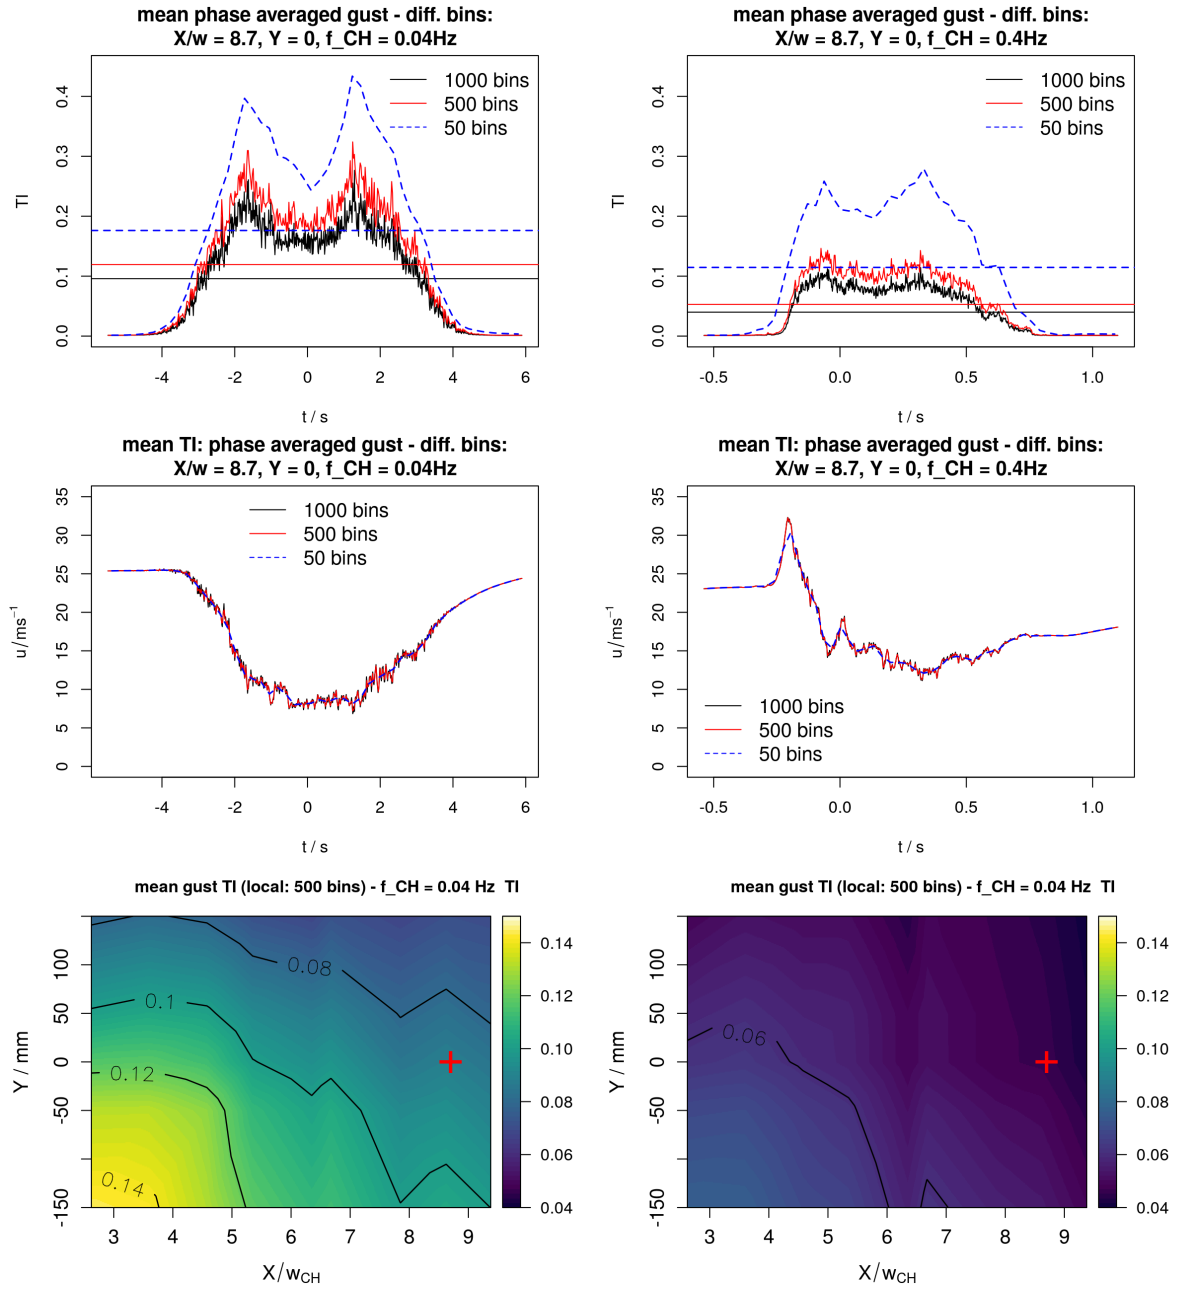 mean phase averaged gust - diff. bins:
X/w = 8.7, Y = 0, f_CH = 0.04Hz
1000 bins
500 bins
50 bins
TI
0.0
0.1
0.2
0.3
0.4
-4
-2
0
2
4
6
t / s
mean phase averaged gust - diff. bins:
X/w = 8.7, Y = 0, f_CH = 0.4Hz
1000 bins
500 bins
50 bins
TI
0.0
0.1
0.2
0.3
0.4
-0.5
0.0
0.5
1.0
t / s
mean TI: phase averaged gust - diff. bins:
X/w = 8.7, Y = 0, f_CH = 0.04Hz
1000 bins
500 bins
50 bins
u/ms⁻¹
0
5
10
15
20
25
30
35
-4
-2
0
2
4
6
t / s
mean TI: phase averaged gust - diff. bins:
X/w = 8.7, Y = 0, f_CH = 0.4Hz
1000 bins
500 bins
50 bins
u/ms⁻¹
0
5
10
15
20
25
30
35
-0.5
0.0
0.5
1.0
t / s
mean gust TI (local: 500 bins) - f_CH = 0.04 Hz TI
0.08
0.1
0.12
0.14
Y / mm
-150
-50
0
50
100
3
4
5
6
7
8
9
X/w_CH
0.14
0.12
0.10
0.08
0.06
0.04
mean gust TI (local: 500 bins) - f_CH = 0.04 Hz TI
0.06
Y / mm
-150
-50
0
50
100
3
4
5
6
7
8
9
X/w_CH
0.14
0.12
0.10
0.08
0.06
0.04